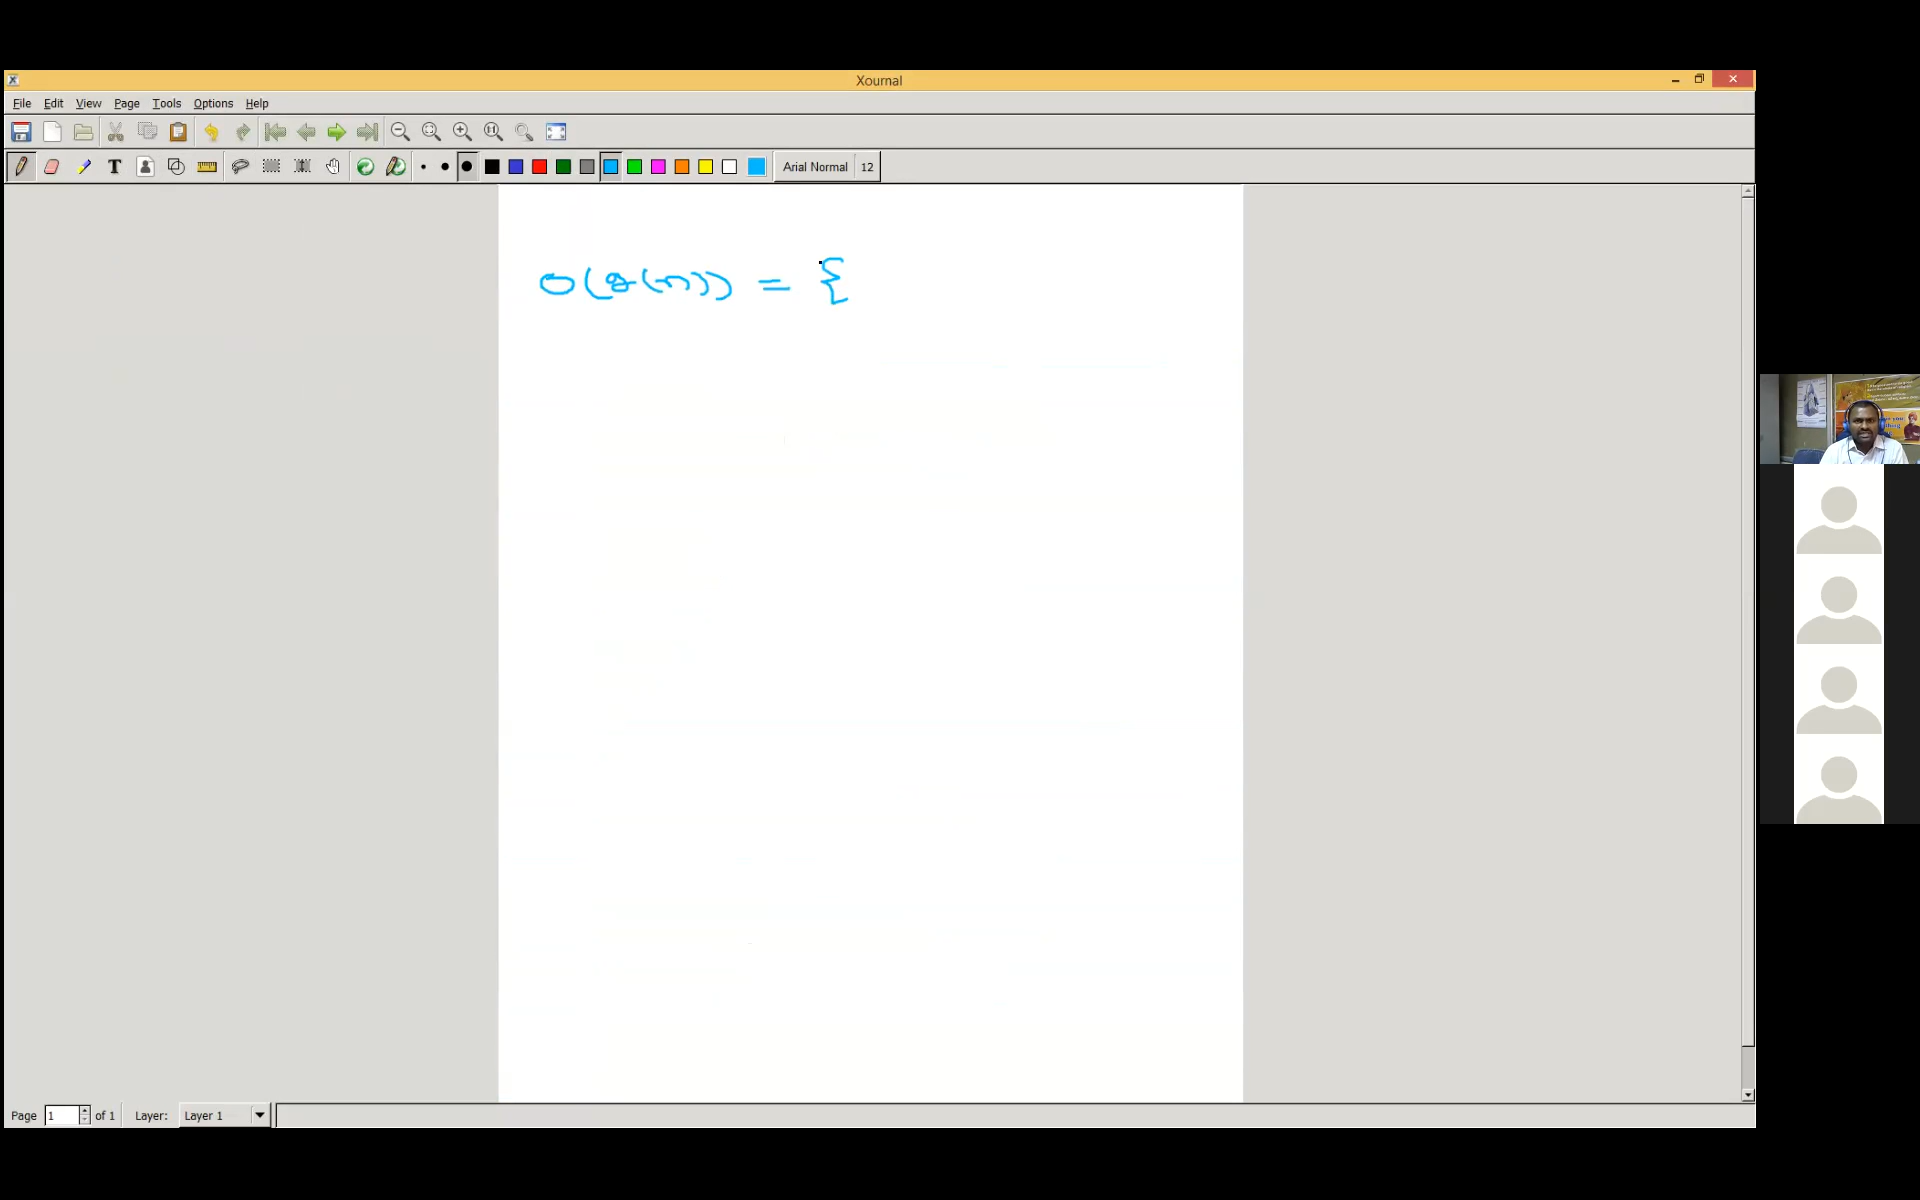 Xournal
File Edit View Page Tools Options Help
T Arial Normal 12
O(g(n)) = {
Page 1 of 1 Layer: Layer 1